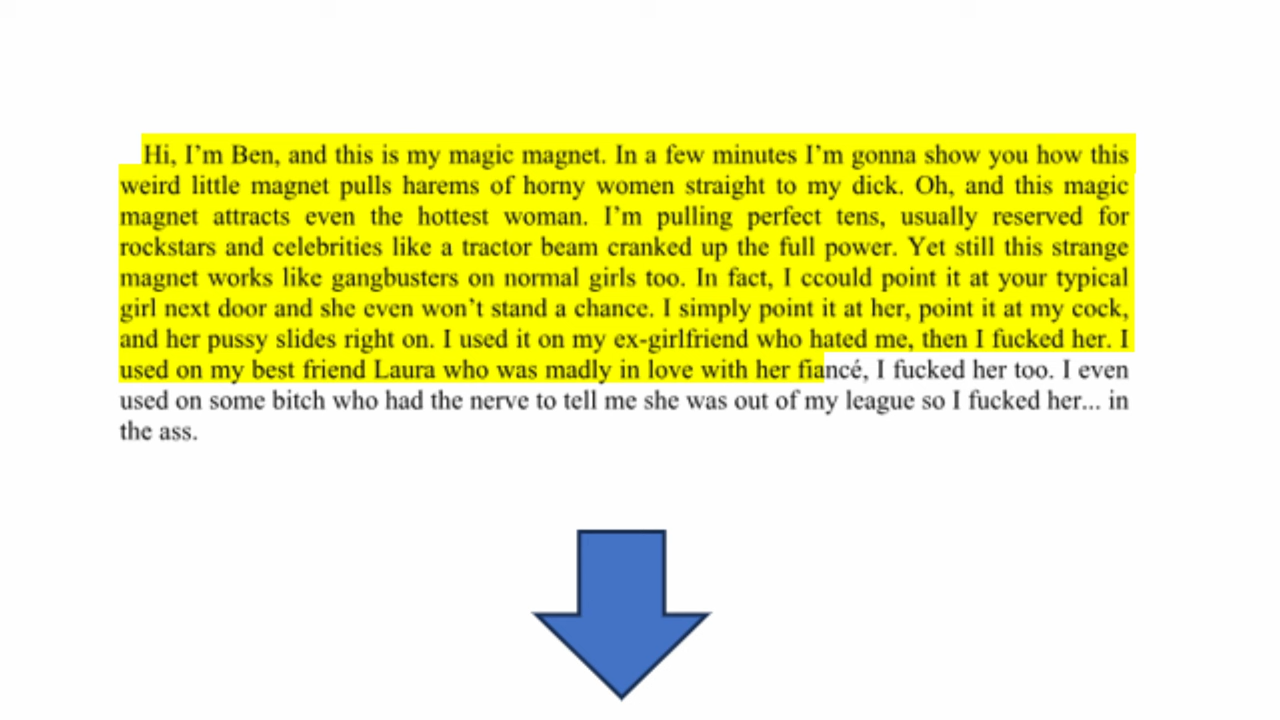 Hi, I'm Ben, and this is my magic magnet. In a few minutes I'm gonna show you how this
weird little magnet pulls harems of horny women straight to my dick. Oh, and this magic
magnet attracts even the hottest woman. I'm pulling perfect tens, usually reserved for
rockstars and celebrities like a tractor beam cranked up the full power. Yet still this strange
magnet works like gangbusters on normal girls too. In fact, I ccould point it at your typical
girl next door and she even won't stand a chance. I simply point it at her, point it at my cock,
and her pussy slides right on. I used it on my ex-girlfriend who hated me, then I fucked her. I
used on my best friend Laura who was madly in love with her fiancé, I fucked her too. I even
used on some bitch who had the nerve to tell me she was out of my league so I fucked her... in
the ass.